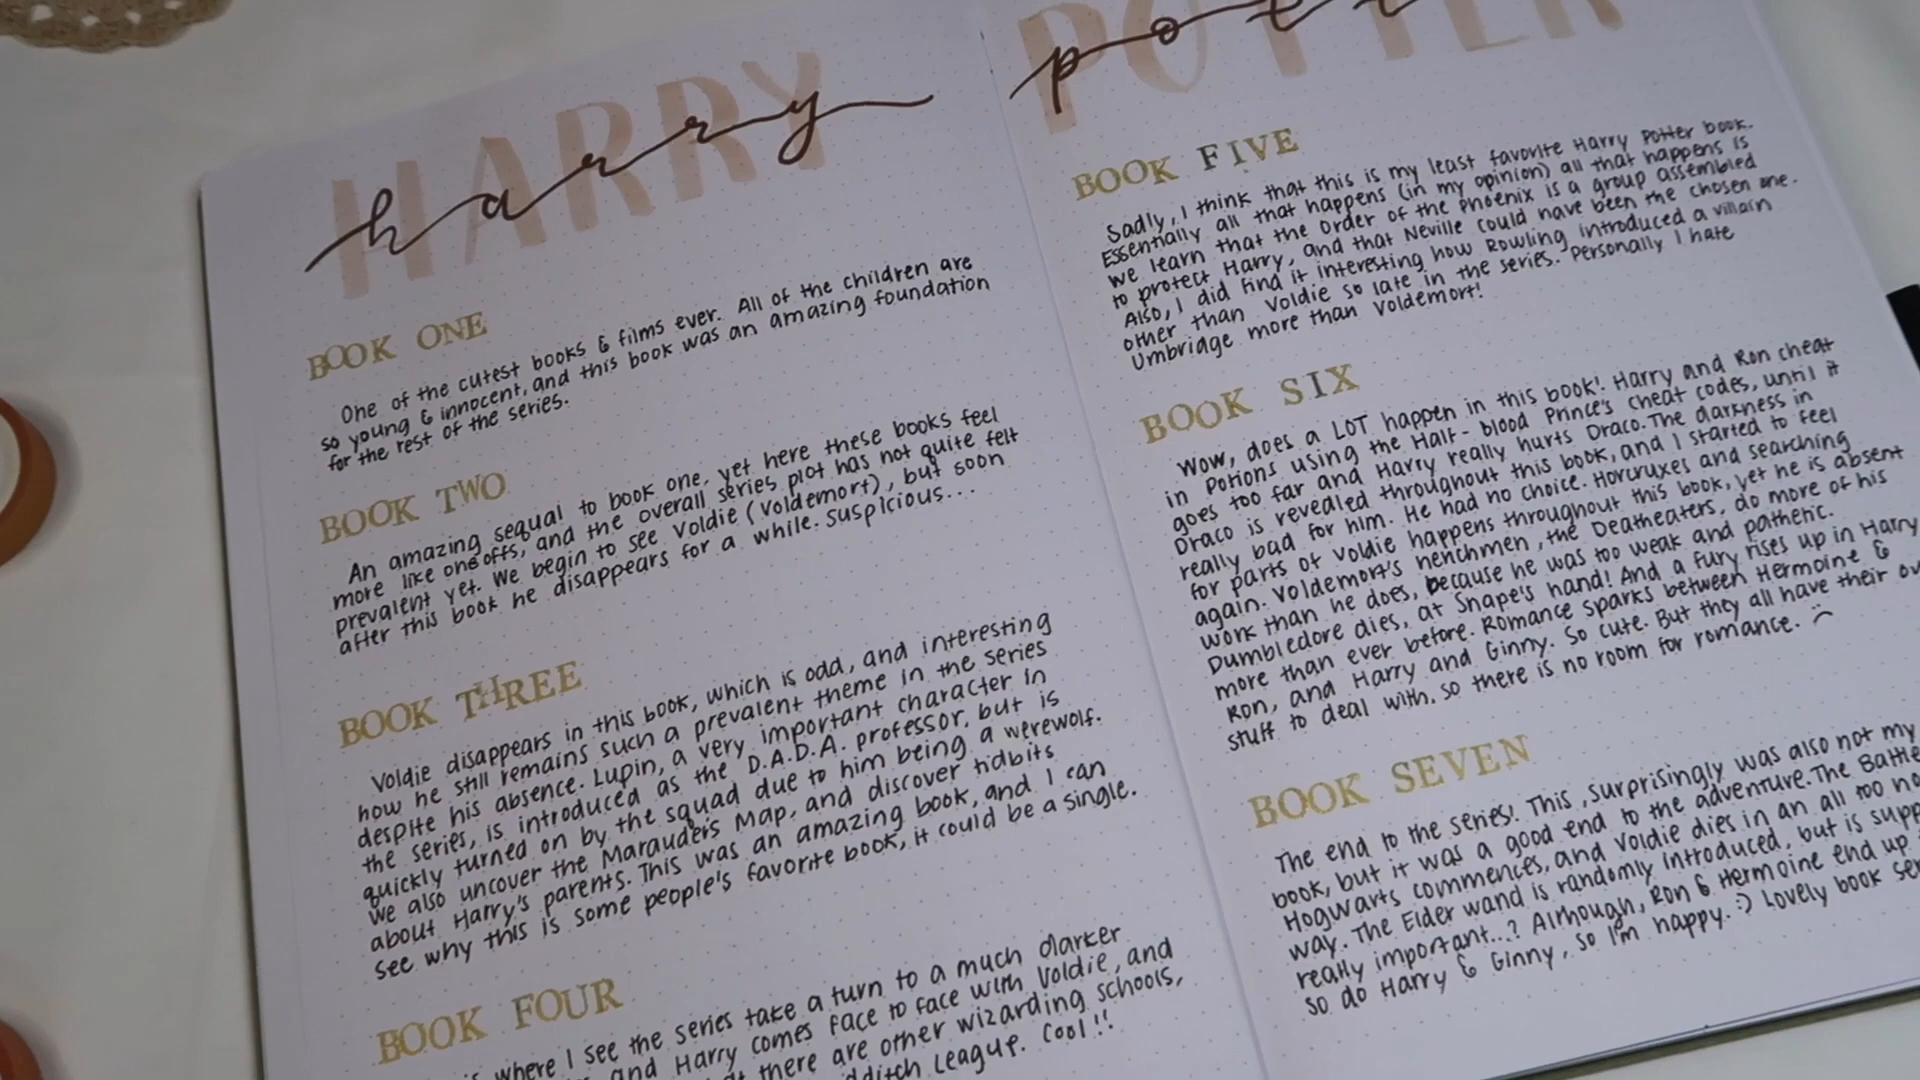 HARRY
harry
BOOK ONE
One of the cutest books & films ever. All of the children are
so young & innocent, and this book was an amazing foundation
for the rest of the series.
BOOK TWO
An amazing sequal to book one, yet here these books feel
more like one offs, and the overall series plot has not quite felt
prevalent yet. We begin to see Voldie (Voldemort), but soon
after this book he disappears for a while. Suspicious...
BOOK THREE
Voldie disappears in this book, which is odd, and interesting
how he still remains such a prevalent theme in the series
despite his absence. Lupin, a very important character in
the series, is introduced as the D.A.D.A. professor, but is
quickly turned on by the squad due to him being a werewolf.
We also uncover the Marauder's Map, and discover tidbits
about Harry's parents. This was an amazing book, and I can
see why this is some people's favorite book, it could be a single.
BOOK FOUR
where I see the series take a turn to a much darker
and Harry comes face to face with Voldie, and
there are other wizarding schools,
League. Cool!!
POTTER
BOOK FIVE
Sadly, I think that this is my least favorite Harry Potter book.
Essentially all that happens (in my opinion) all that happens is
we learn that the Order of the Phoenix is a group assembled
to protect Harry, and that Neville could have been the chosen one.
Also, I did find it interesting how Rowling introduced a villain
other than Voldie so late in the series. Personally I hate
Umbridge more than Voldemort!
BOOK SIX
Wow, does a LOT happen in this book!. Harry and Ron cheat
in Potions using the Half-blood Prince's cheat codes, until it
goes too far and Harry really hurts Draco. The darkness in
Draco is revealed throughout this book, and I started to feel
really bad for him. He had no choice. Horcruxes and searching
for parts of Voldie happens throughout this book, yet he is absent
again. Voldemort's henchmen, the Deatheaters, do more of his
work than he does, because he was too weak and pathetic.
Dumbledore dies, at Snape's hand! And a fury rises up in Harry
more than ever before. Romance sparks between Hermoine &
Ron, and Harry and Ginny. So cute. But they all have their
stuff to deal with, so there is no room for romance. :(
BOOK SEVEN
The end to the series! This, surprisingly was also not my
book, but it was a good end to the adventure. The Battle
Hogwarts commences, and Voldie dies in an all too
way. The Elder wand is randomly introduced, but is
really important...? Although, Ron & Hermoine end up
so do Harry & Ginny, so I'm happy. :) Lovely book